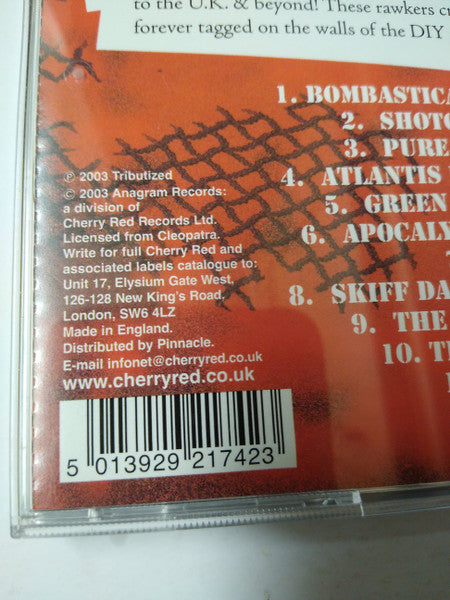 to the U.K. & beyond! These rawkers
forever tagged on the walls of the DIY
1. BOMBASTICA
2. SHOTG
3. PURE
4. ATLANTIS
5. GREEN
6. APOCALY
8. SKIFF DA
9. THE
10.
℗ 2003 Tributized
© 2003 Anagram Records:
a division of
Cherry Red Records Ltd.
Licensed from Cleopatra.
Write for full Cherry Red and
associated labels catalogue to:
Unit 17, Elysium Gate West,
126-128 New King's Road,
London, SW6 4LZ
Made in England.
Distributed by Pinnacle.
E-mail infonet@cherryred.co.uk
www.cherryred.co.uk
5 013929 217423